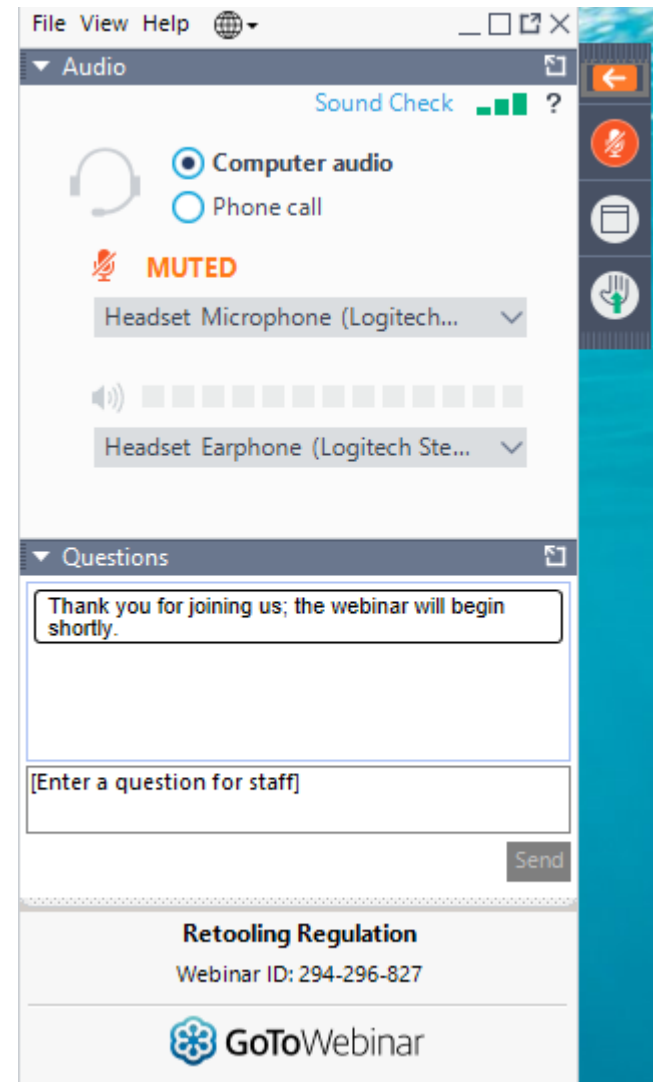 File View Help
Audio
Sound Check ?
Computer audio
Phone call
MUTED
Headset Microphone (Logitech...
Headset Earphone (Logitech Ste...
Questions
Thank you for joining us; the webinar will begin
shortly.
[Enter a question for staff]
Send
Retooling Regulation
Webinar ID: 294-296-827
GoToWebinar